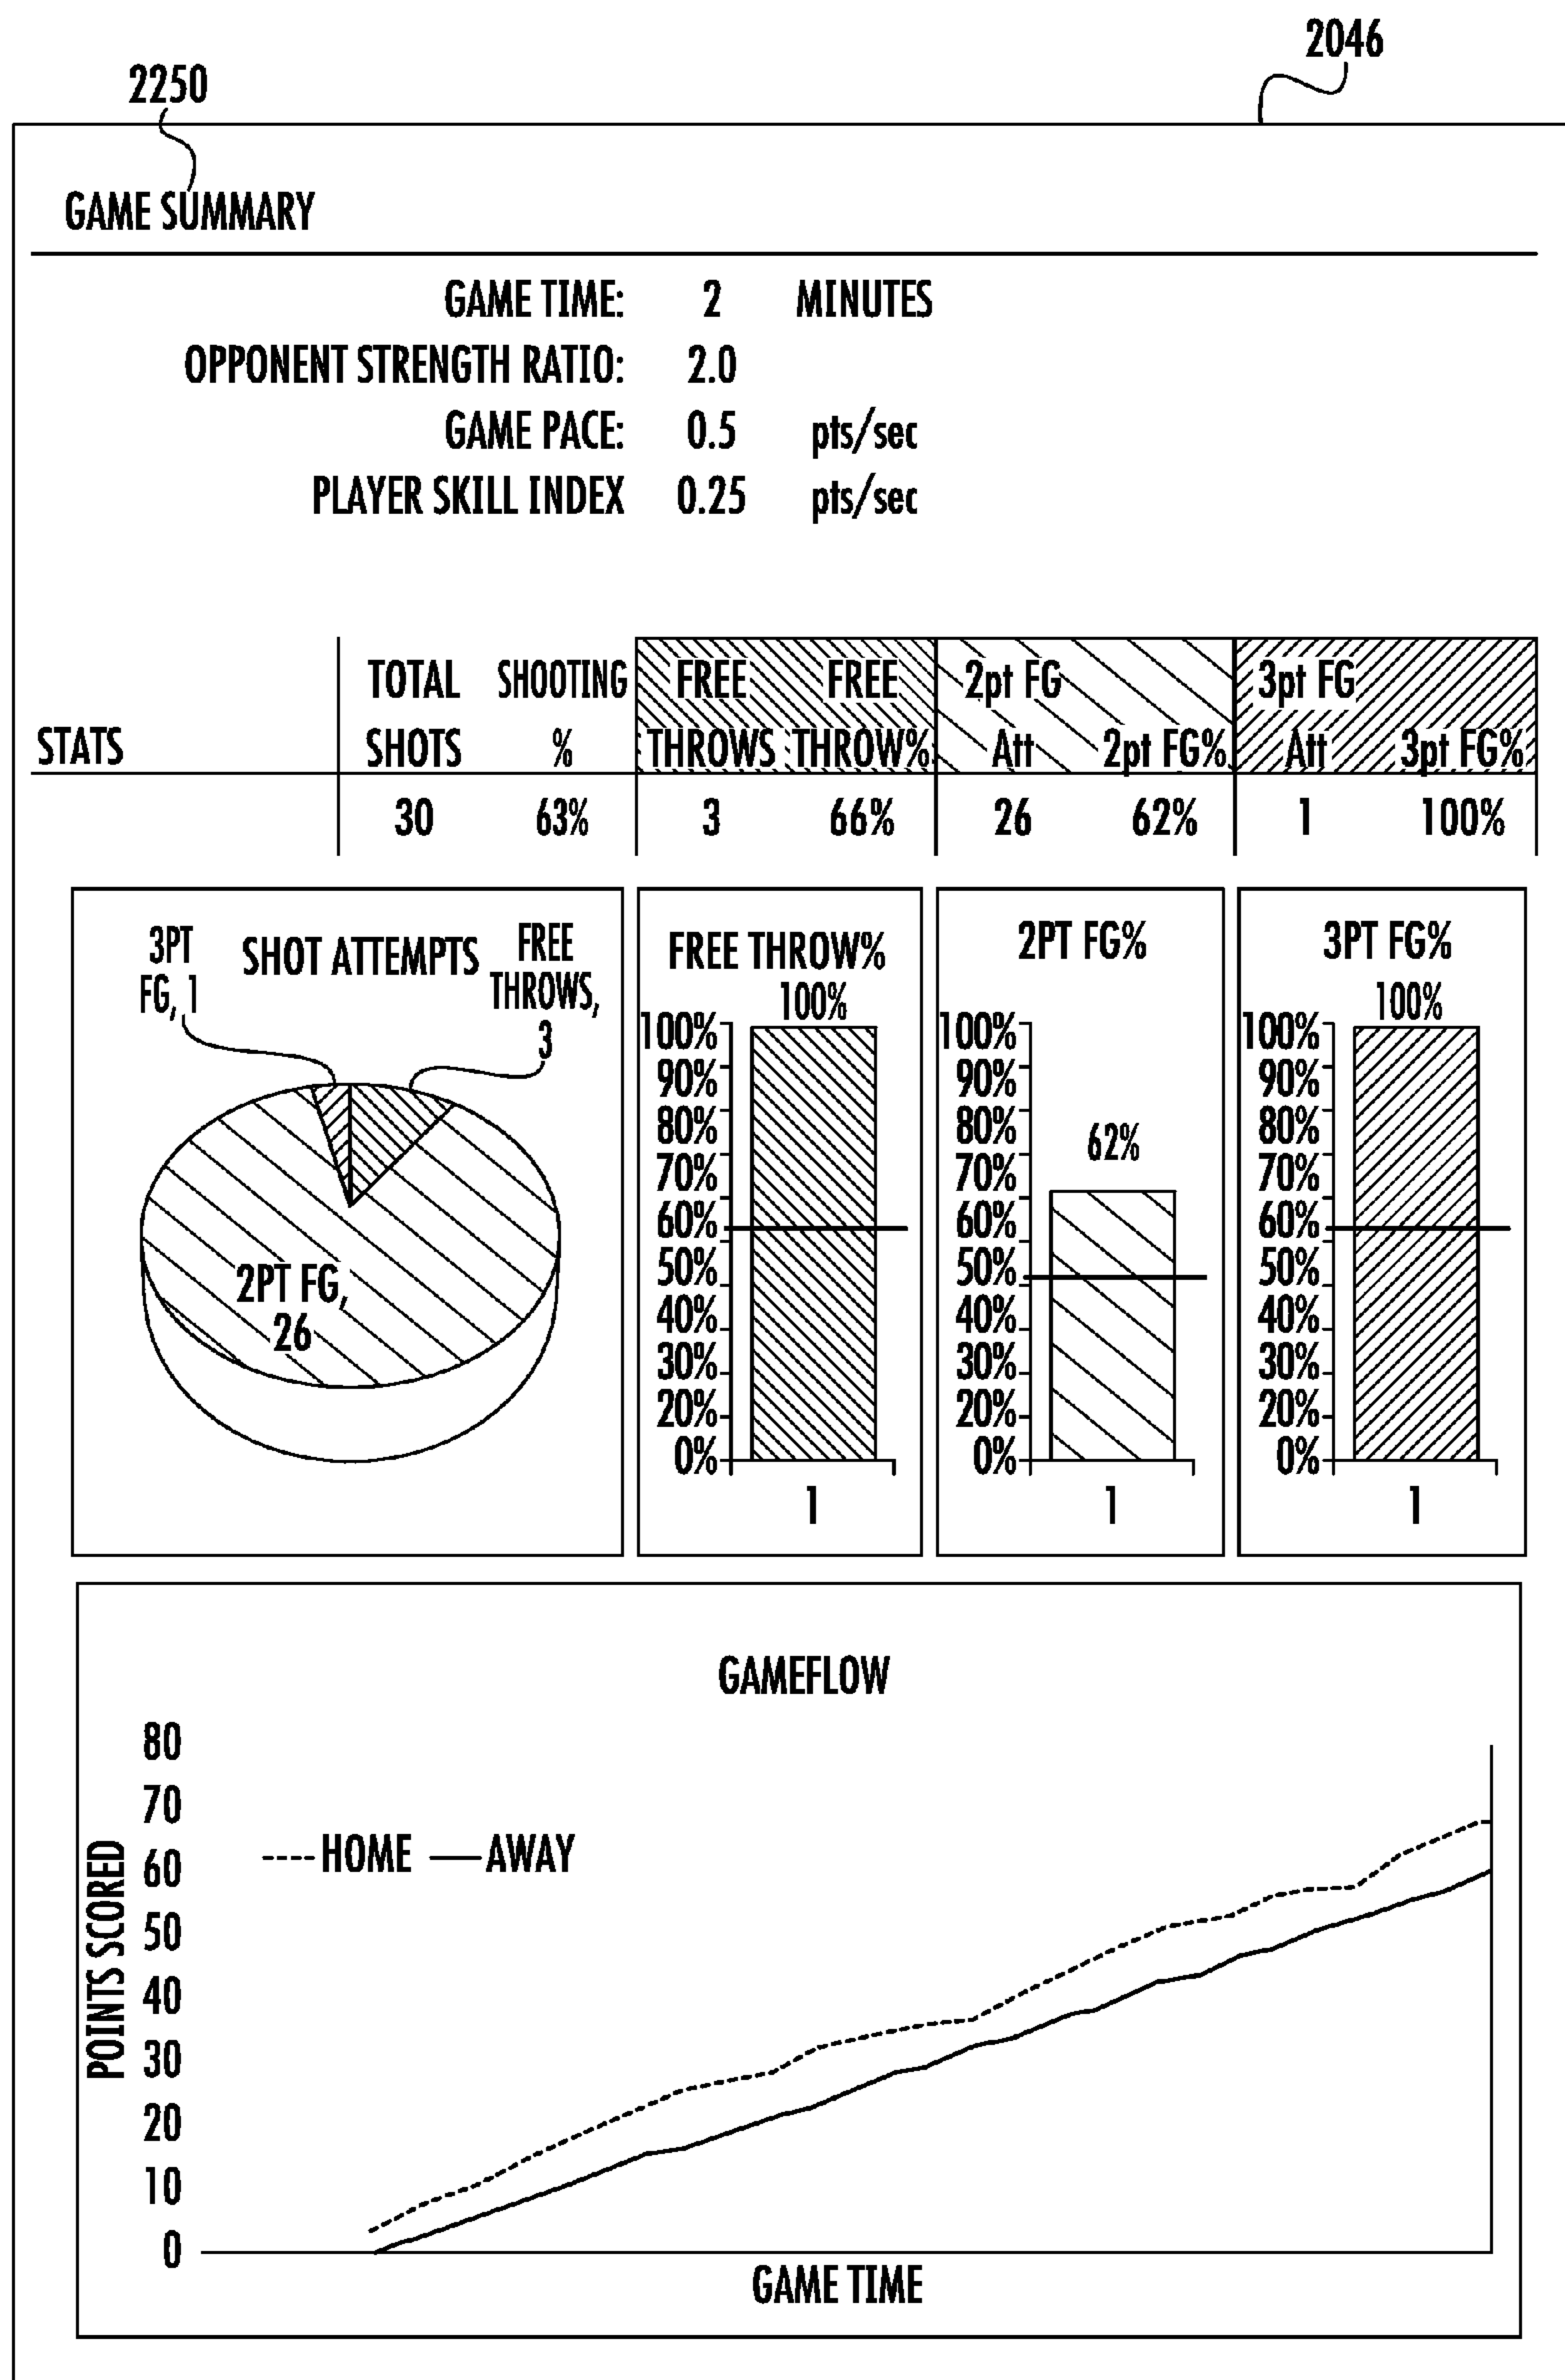 2046
2250
GAME SUMMARY
GAME TIME: 2 MINUTES
OPPONENT STRENGTH RATIO: 2.0
GAME PACE: 0.5 pts/sec
PLAYER SKILL INDEX 0.25 pts/sec
TOTAL SHOOTING FREE FREE 2pt FG 3pt FG
STATS SHOTS % THROWS THROW% Att 2pt FG% Att 3pt FG%
30 63% 3 66% 26 62% 1 100%
SHOT ATTEMPTS
3PT
FG, 1
FREE
THROWS,
3
2PT FG,
26
FREE THROW%
100%
100%
90%
80%
70%
60%
50%
40%
30%
20%
0%
1
2PT FG%
100%
90%
80%
62%
70%
60%
50%
40%
30%
20%
0%
1
3PT FG%
100%
100%
90%
80%
70%
60%
50%
40%
30%
20%
0%
1
GAMEFLOW
80
70
HOME AWAY
60
50
40
30
20
10
0
POINTS SCORED
GAME TIME